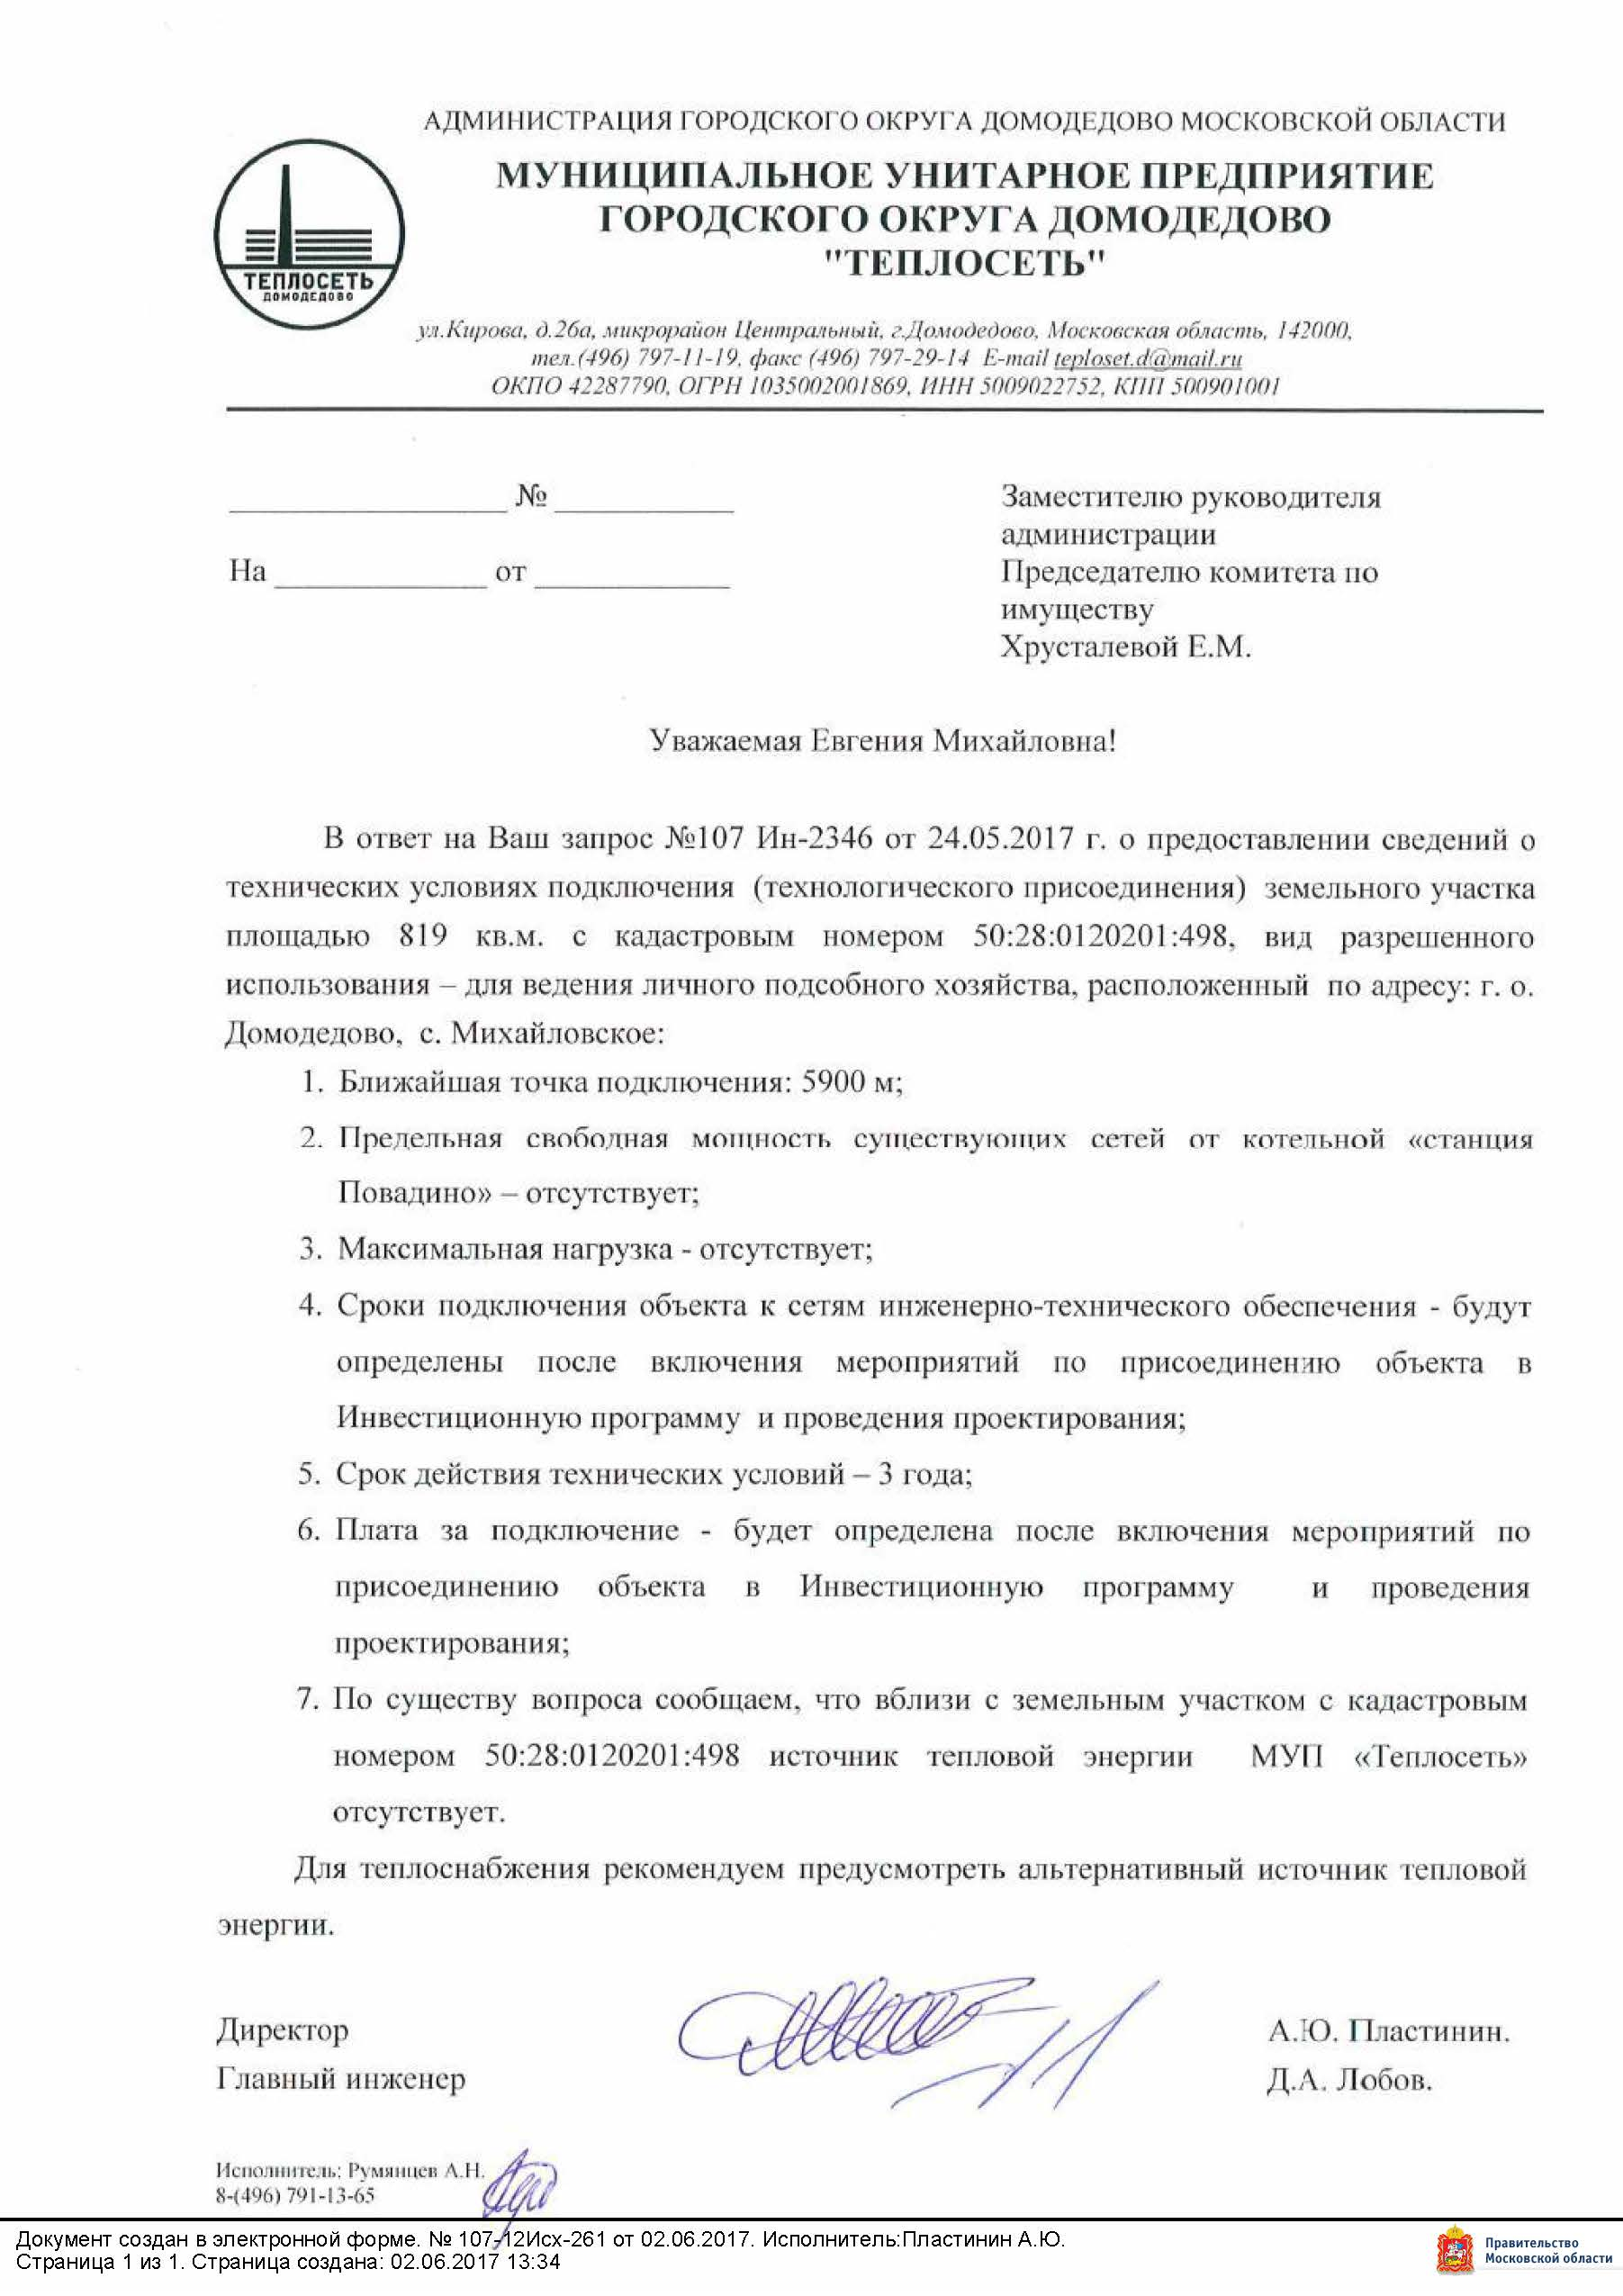 АДМИНИСТРАЦИЯ ГОРОДСКОГО ОКРУГА ДОМОДЕДОВО МОСКОВСКОЙ ОБЛАСТИ
МУНИЦИПАЛЬНОЕ УНИТАРНОЕ ПРЕДПРИЯТИЕ
ГОРОДСКОГО ОКРУГА ДОМОДЕДОВО
"ТЕПЛОСЕТЬ"
ТЕПЛОСЕТЬ
ДОМОДЕДОВО
ул.Кирова, д.26а, микрорайон Центральный, г.Домодедово, Московская область, 142000,
тел.(496) 797-11-19, факс (496) 797-29-14 E-mail teploset.d@mail.ru
ОКПО 42287790, ОГРН 1035002001869, ИНН 5009022752, КПП 500901001
№
На от
Заместителю руководителя
администрации
Председателю комитета по
имуществу
Хрусталевой Е.М.
Уважаемая Евгения Михайловна!
В ответ на Ваш запрос №107 Ин-2346 от 24.05.2017 г. о предоставлении сведений о
технических условиях подключения (технологического присоединения) земельного участка
площадью 819 кв.м. с кадастровым номером 50:28:0120201:498, вид разрешенного
использования – для ведения личного подсобного хозяйства, расположенный по адресу: г. о.
Домодедово, с. Михайловское:
1. Ближайшая точка подключения: 5900 м;
2. Предельная свободная мощность существующих сетей от котельной «станция
Повадино» – отсутствует;
3. Максимальная нагрузка - отсутствует;
4. Сроки подключения объекта к сетям инженерно-технического обеспечения - будут
определены после включения мероприятий по присоединению объекта в
Инвестиционную программу и проведения проектирования;
5. Срок действия технических условий – 3 года;
6. Плата за подключение - будет определена после включения мероприятий по
присоединению объекта в Инвестиционную программу и проведения
проектирования;
7. По существу вопроса сообщаем, что вблизи с земельным участком с кадастровым
номером 50:28:0120201:498 источник тепловой энергии МУП «Теплосеть»
отсутствует.
Для теплоснабжения рекомендуем предусмотреть альтернативный источник тепловой
энергии.
Директор А.Ю. Пластинин.
Главный инженер Д.А. Лобов.
Исполнитель: Румянцев А.Н.
8-(496) 791-13-65
Документ создан в электронной форме. № 107-12Исх-261 от 02.06.2017. Исполнитель:Пластинин А.Ю.
Страница 1 из 1. Страница создана: 02.06.2017 13:34
Правительство
Московской области